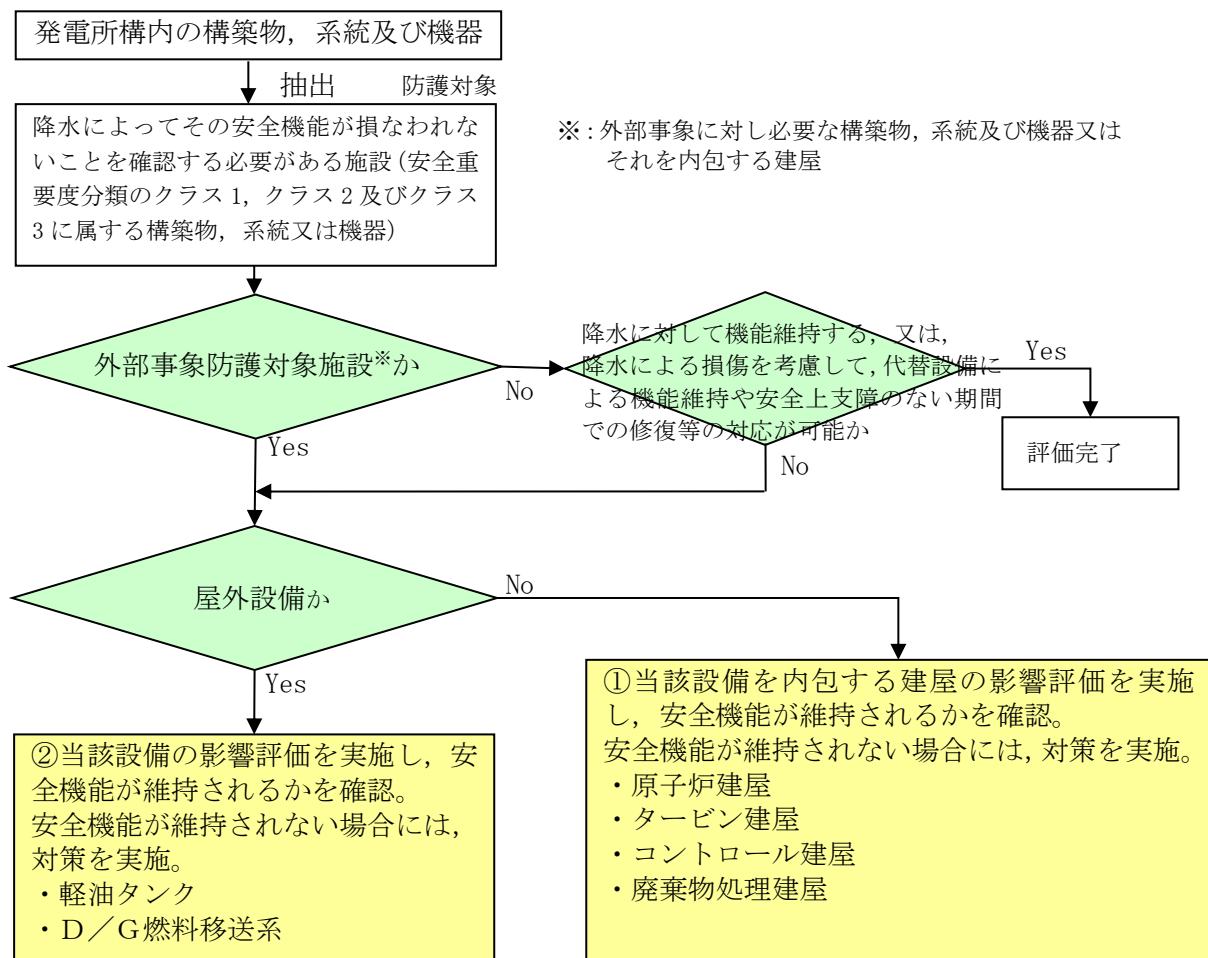 発電所構内の構築物，系統及び機器
抽出
防護対象
降水によってその安全機能が損なわれな
いことを確認する必要がある施設(安全重
要度分類のクラス1，クラス2及びクラス
3に属する構築物，系統又は機器)
※：外部事象に対し必要な構築物，系統及び機器又は
それを内包する建屋
外部事象防護対象施設※か
No
Yes
降水に対して機能維持する，又は，
降水による損傷を考慮して，代替設備に
よる機能維持や安全上支障のない期間
での修復等の対応が可能か
Yes
No
評価完了
屋外設備か
No
Yes
①当該設備を内包する建屋の影響評価を実施
し，安全機能が維持されるかを確認。
安全機能が維持されない場合には，対策を実施。
・原子炉建屋
・タービン建屋
・コントロール建屋
・廃棄物処理建屋
②当該設備の影響評価を実施し，安
全機能が維持されるかを確認。
安全機能が維持されない場合には，
対策を実施。
・軽油タンク
・Ｄ／Ｇ燃料移送系